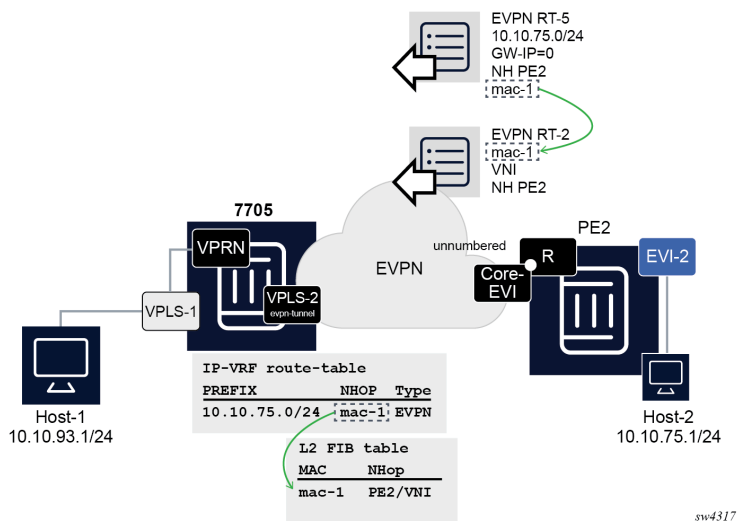 EVPN RT-5
10.10.75.0/24
GW-IP=0
NH PE2
mac-1
EVPN RT-2
mac-1
VNI
NH PE2
7705
VPRN
VPLS-1
VPLS-2
evpn-tunnel
EVPN
unnumbered
Core-
EVI
R
PE2
EVI-2
Host-1
10.10.93.1/24
Host-2
10.10.75.1/24
IP-VRF route-table
PREFIX NHOP Type
10.10.75.0/24 mac-1 EVPN
L2 FIB table
MAC NHop
mac-1 PE2/VNI
sw4317